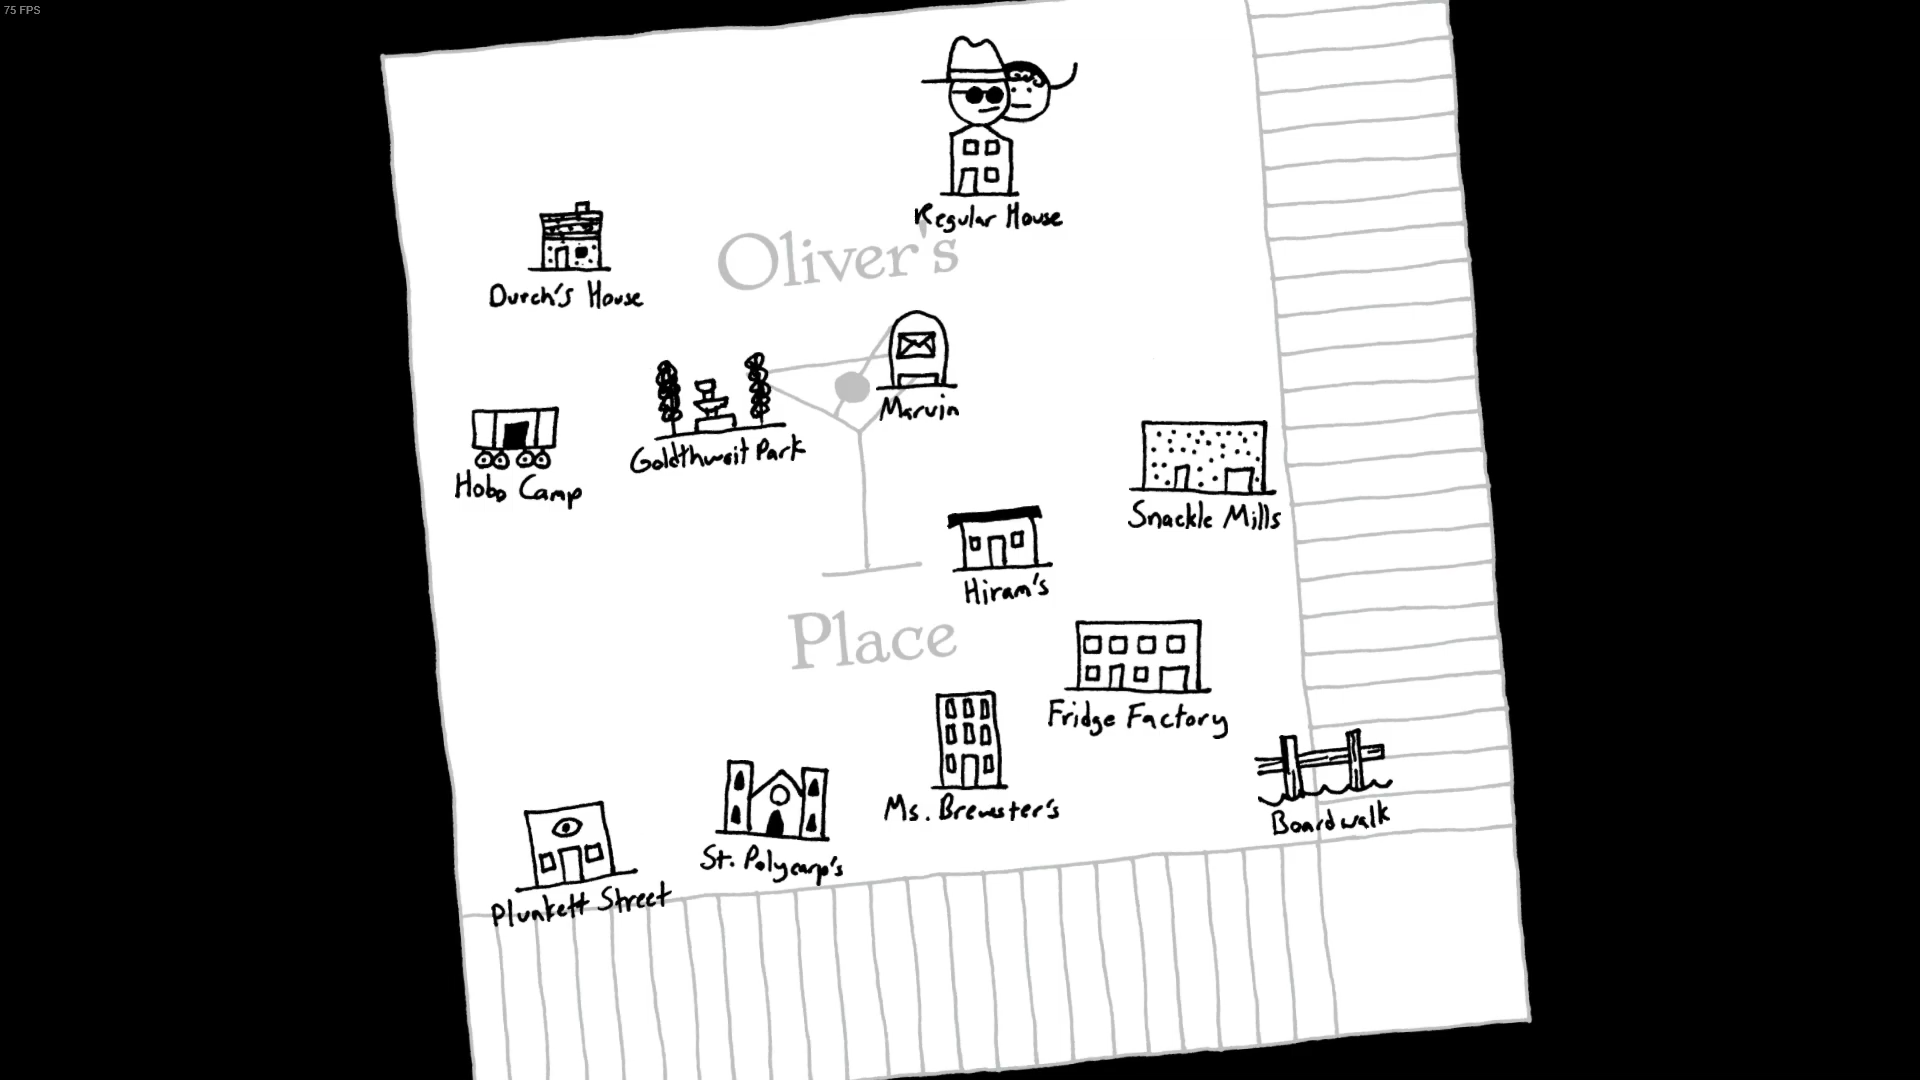 75 FPS
Regular House
Oliver's
Durch's House
Marvin
Goldthwait Park
Hobo Camp
Snackle Mills
Hiram's
Place
Fridge Factory
Ms. Brewster's
Boardwalk
St. Polycarp's
Plunkett Street